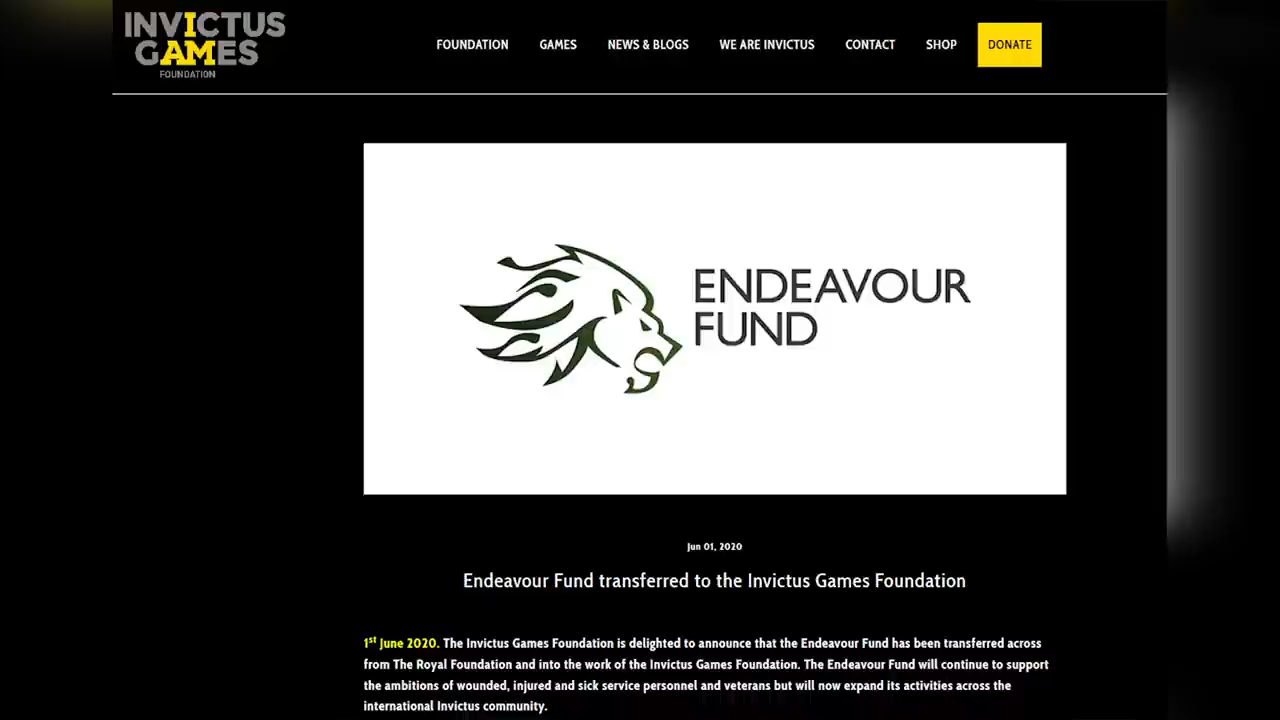 INVICTUS
GAMES
FOUNDATION
FOUNDATION GAMES NEWS & BLOGS WE ARE INVICTUS CONTACT SHOP DONATE
ENDEAVOUR
FUND
Jun 01, 2020
Endeavour Fund transferred to the Invictus Games Foundation
1st June 2020. The Invictus Games Foundation is delighted to announce that the Endeavour Fund has been transferred across
from The Royal Foundation and into the work of the Invictus Games Foundation. The Endeavour Fund will continue to support
the ambitions of wounded, injured and sick service personnel and veterans but will now expand its activities across the
international Invictus community.